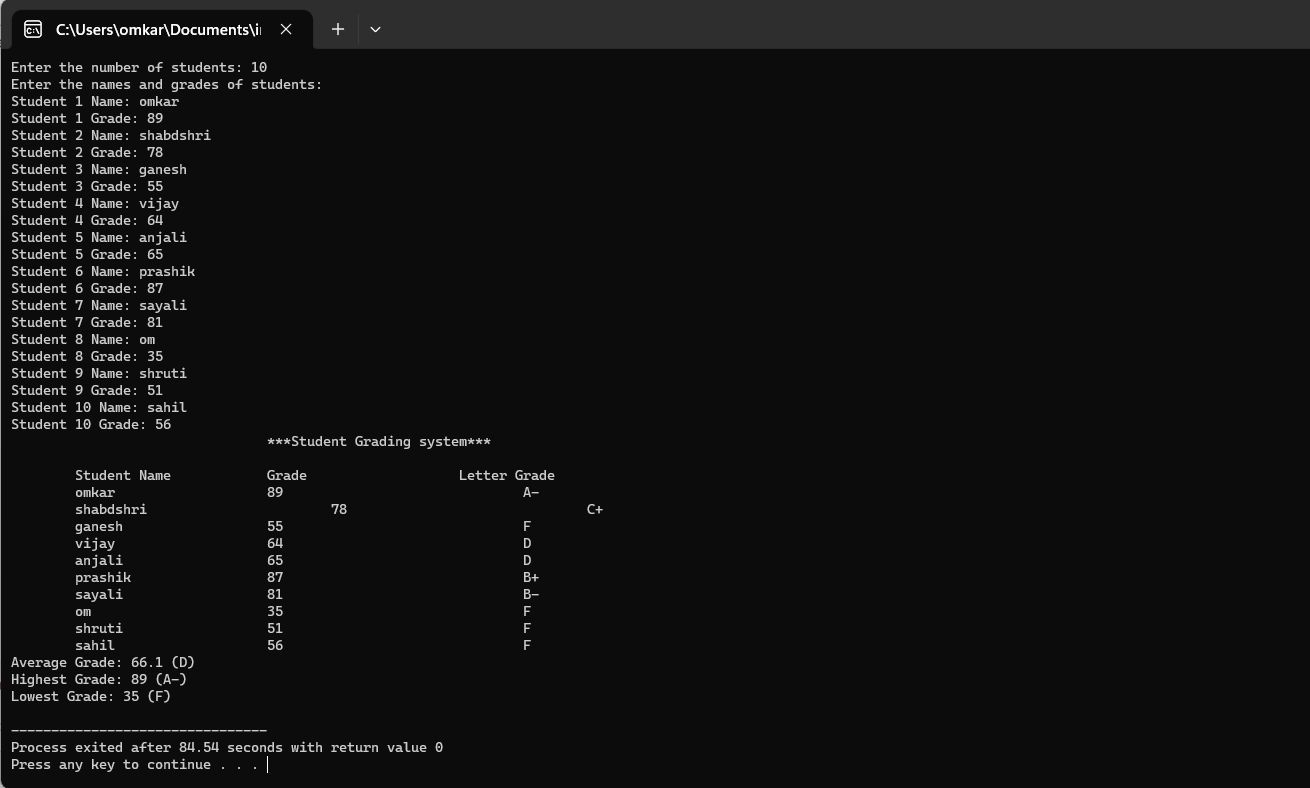 C:\Users\omkar\Documents\i
Enter the number of students: 10
Enter the names and grades of students:
Student 1 Name: omkar
Student 1 Grade: 89
Student 2 Name: shabdshri
Student 2 Grade: 78
Student 3 Name: ganesh
Student 3 Grade: 55
Student 4 Name: vijay
Student 4 Grade: 64
Student 5 Name: anjali
Student 5 Grade: 65
Student 6 Name: prashik
Student 6 Grade: 87
Student 7 Name: sayali
Student 7 Grade: 81
Student 8 Name: om
Student 8 Grade: 35
Student 9 Name: shruti
Student 9 Grade: 51
Student 10 Name: sahil
Student 10 Grade: 56
***Student Grading system***
Student Name Grade Letter Grade
omkar 89 A-
shabdshri 78 C+
ganesh 55 F
vijay 64 D
anjali 65 D
prashik 87 B+
sayali 81 B-
om 35 F
shruti 51 F
sahil 56 F
Average Grade: 66.1 (D)
Highest Grade: 89 (A-)
Lowest Grade: 35 (F)
--------------------------------
Process exited after 84.54 seconds with return value 0
Press any key to continue . . .